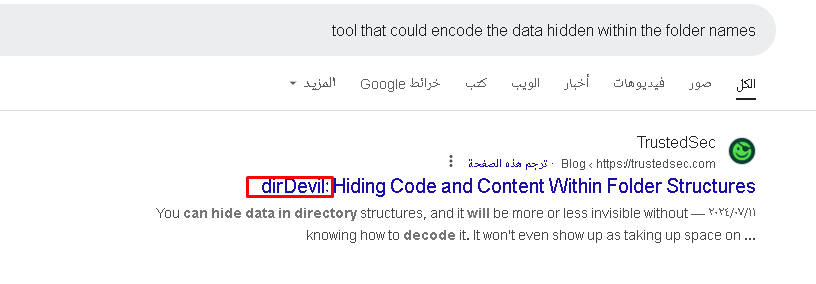 tool that could encode the data hidden within the folder names
الكل صور فيديوهات أخبار الويب كتب خرائط Google المزيد
TrustedSec
https://trustedsec.com › Blog · ترجم هذه الصفحة
dirDevil: Hiding Code and Content Within Folder Structures
١١‏/٠٧‏/٢٠٢٤ — You can hide data in directory structures, and it will be more or less invisible without
knowing how to decode it. It won't even show up as taking up space on ...